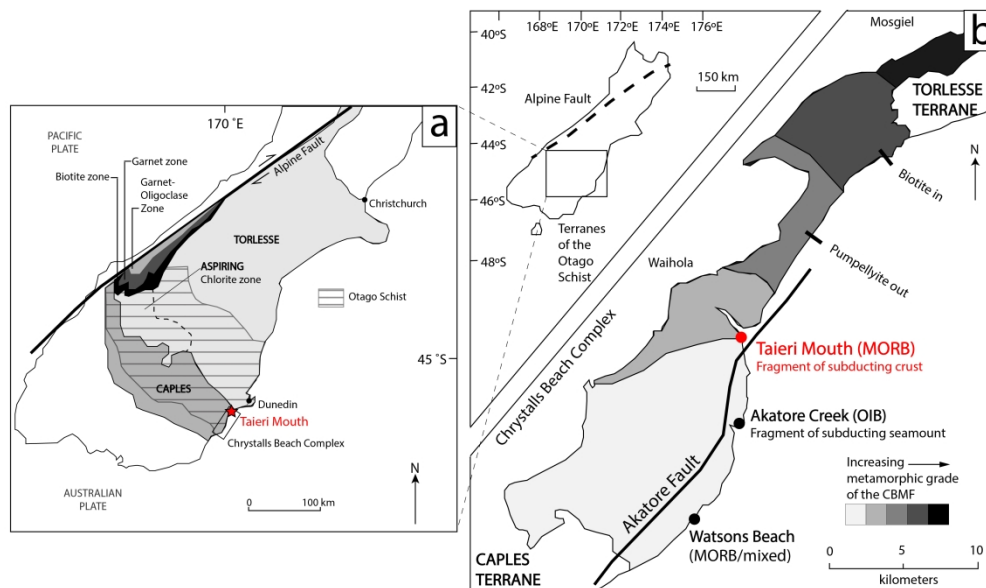 a
170 °E
PACIFIC
PLATE
Garnet zone
Biotite zone
Garnet-
Oligoclase
Zone
Alpine Fault
Christchurch
TORLESSE
ASPIRING
Chlorite zone
Otago Schist
45 °S
CAPLES
Dunedin
Taieri Mouth
Chrystalls Beach Complex
N
0 100 km
AUSTRALIAN
PLATE
168°E 172°E
170°E 174°E 176°E
40°S
42°S
44°S
46°S
48°S
150 km
Alpine Fault
Terranes of the
Otago Schist
b
Mosgiel
TORLESSE
TERRANE
N
Biotite in
Pumpellyite out
Waihola
Chrystalls Beach Complex
Taieri Mouth (MORB)
Fragment of subducting crust
Akatore Creek (OIB)
Fragment of subducting seamount
Akatore Fault
Watsons Beach
(MORB/mixed)
CAPLES
TERRANE
Increasing
metamorphic grade
of the CBMF
0 5 10
kilometers